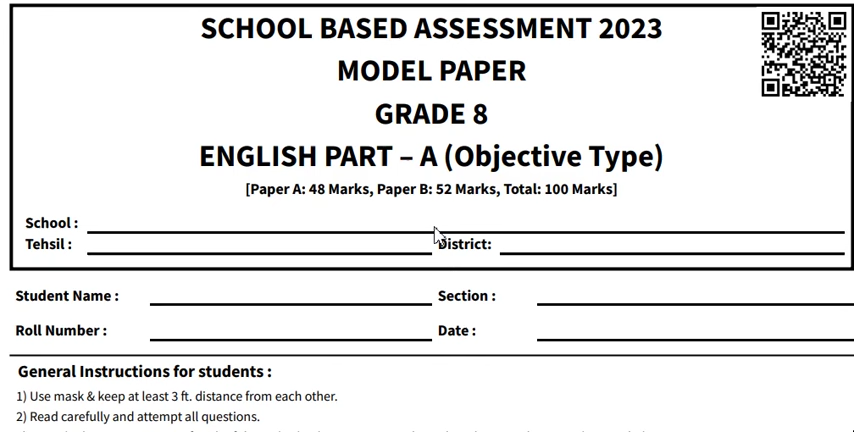 SCHOOL BASED ASSESSMENT 2023
MODEL PAPER
GRADE 8
ENGLISH PART – A (Objective Type)
[Paper A: 48 Marks, Paper B: 52 Marks, Total: 100 Marks]
School :
Tehsil : District:
Student Name : Section :
Roll Number : Date :
General Instructions for students :
1) Use mask & keep at least 3 ft. distance from each other.
2) Read carefully and attempt all questions.